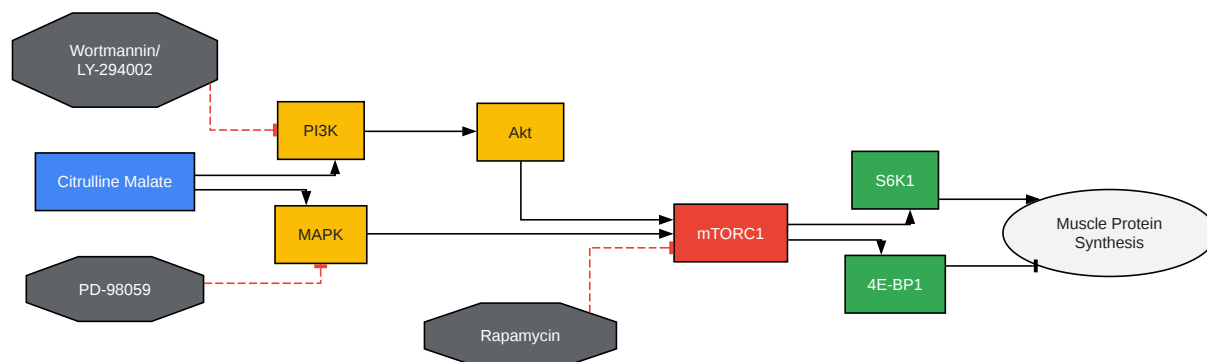 Wortmannin/
LY-294002
PI3K
Akt
Citrulline Malate
MAPK
PD-98059
Rapamycin
mTORC1
S6K1
4E-BP1
Muscle Protein
Synthesis